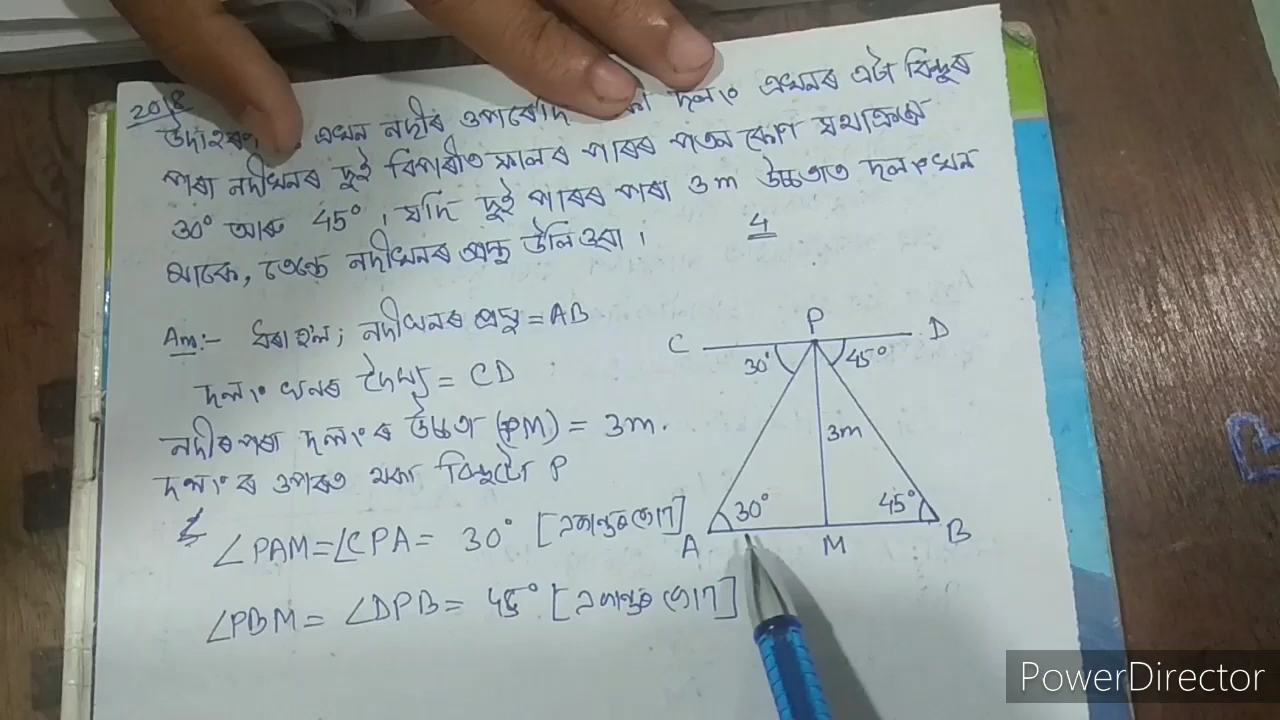 2018
উদাহৰণ এখন নদীৰ ওপৰেদি দলং এখনৰ এটা বিন্দুৰ
পৰা নদীখনৰ দুই বিপৰীত ফালৰ পাৰৰ পতন কোণ যথাক্ৰমে
30° আৰু 45° । যদি দুই পাৰৰ পৰা 3 m উচ্চতাত দলংখন
থাকে, তেন্তে নদীখনৰ প্ৰস্থ উলিওৱা । 4
Ans:- ধৰা হ'ল; নদীখনৰ প্ৰস্থ = AB
দলং খনৰ দৈৰ্ঘ্য = CD
নদীৰ পৰা দলং ৰ উচ্চতা (PM) = 3m.
দলং ৰ ওপৰত থকা বিন্দুটো P
∠PAM = ∠CPA = 30° [একান্তৰ কোণ]
∠PBM = ∠DPB = 45° [একান্তৰ কোণ]
C P D
30° 45°
3m
30° 45°
A M B
PowerDirector